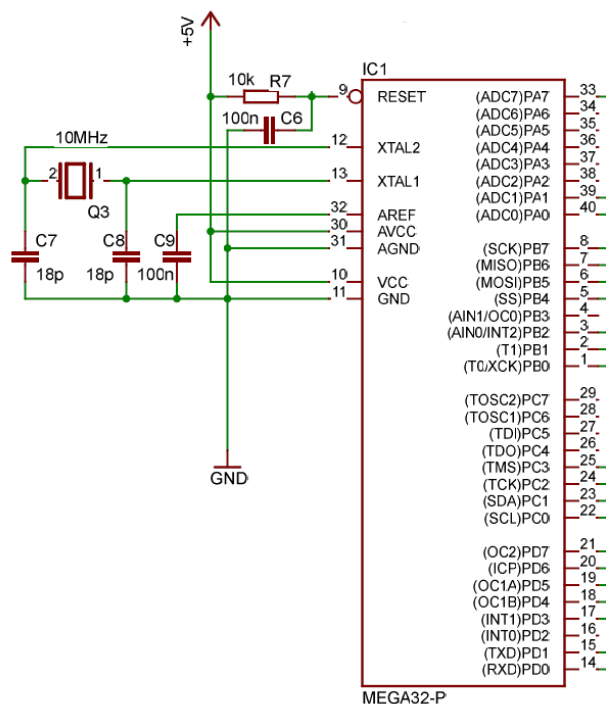 +5V
IC1
10k R7
9 RESET (ADC7)PA7 33
100n C6
(ADC6)PA6 34
(ADC5)PA5 35
10MHz
12 XTAL2 (ADC4)PA4 36
(ADC3)PA3 37
2 1
13 XTAL1 (ADC2)PA2 38
Q3
(ADC1)PA1 39
32 AREF (ADC0)PA0 40
30 AVCC
C7 C8 C9
31 AGND (SCK)PB7 8
(MISO)PB6 7
18p 18p 100n
10 VCC (MOSI)PB5 6
11 GND (SS)PB4 5
(AIN1/OC0)PB3 4
(AIN0/INT2)PB2 3
(T1)PB1 2
(T0/XCK)PB0 1
(TOSC2)PC7 29
(TOSC1)PC6 28
(TDI)PC5 27
(TDO)PC4 26
(TMS)PC3 25
GND
(TCK)PC2 24
(SDA)PC1 23
(SCL)PC0 22
(OC2)PD7 21
(ICP)PD6 20
(OC1A)PD5 19
(OC1B)PD4 18
(INT1)PD3 17
(INT0)PD2 16
(TXD)PD1 15
(RXD)PD0 14
MEGA32-P